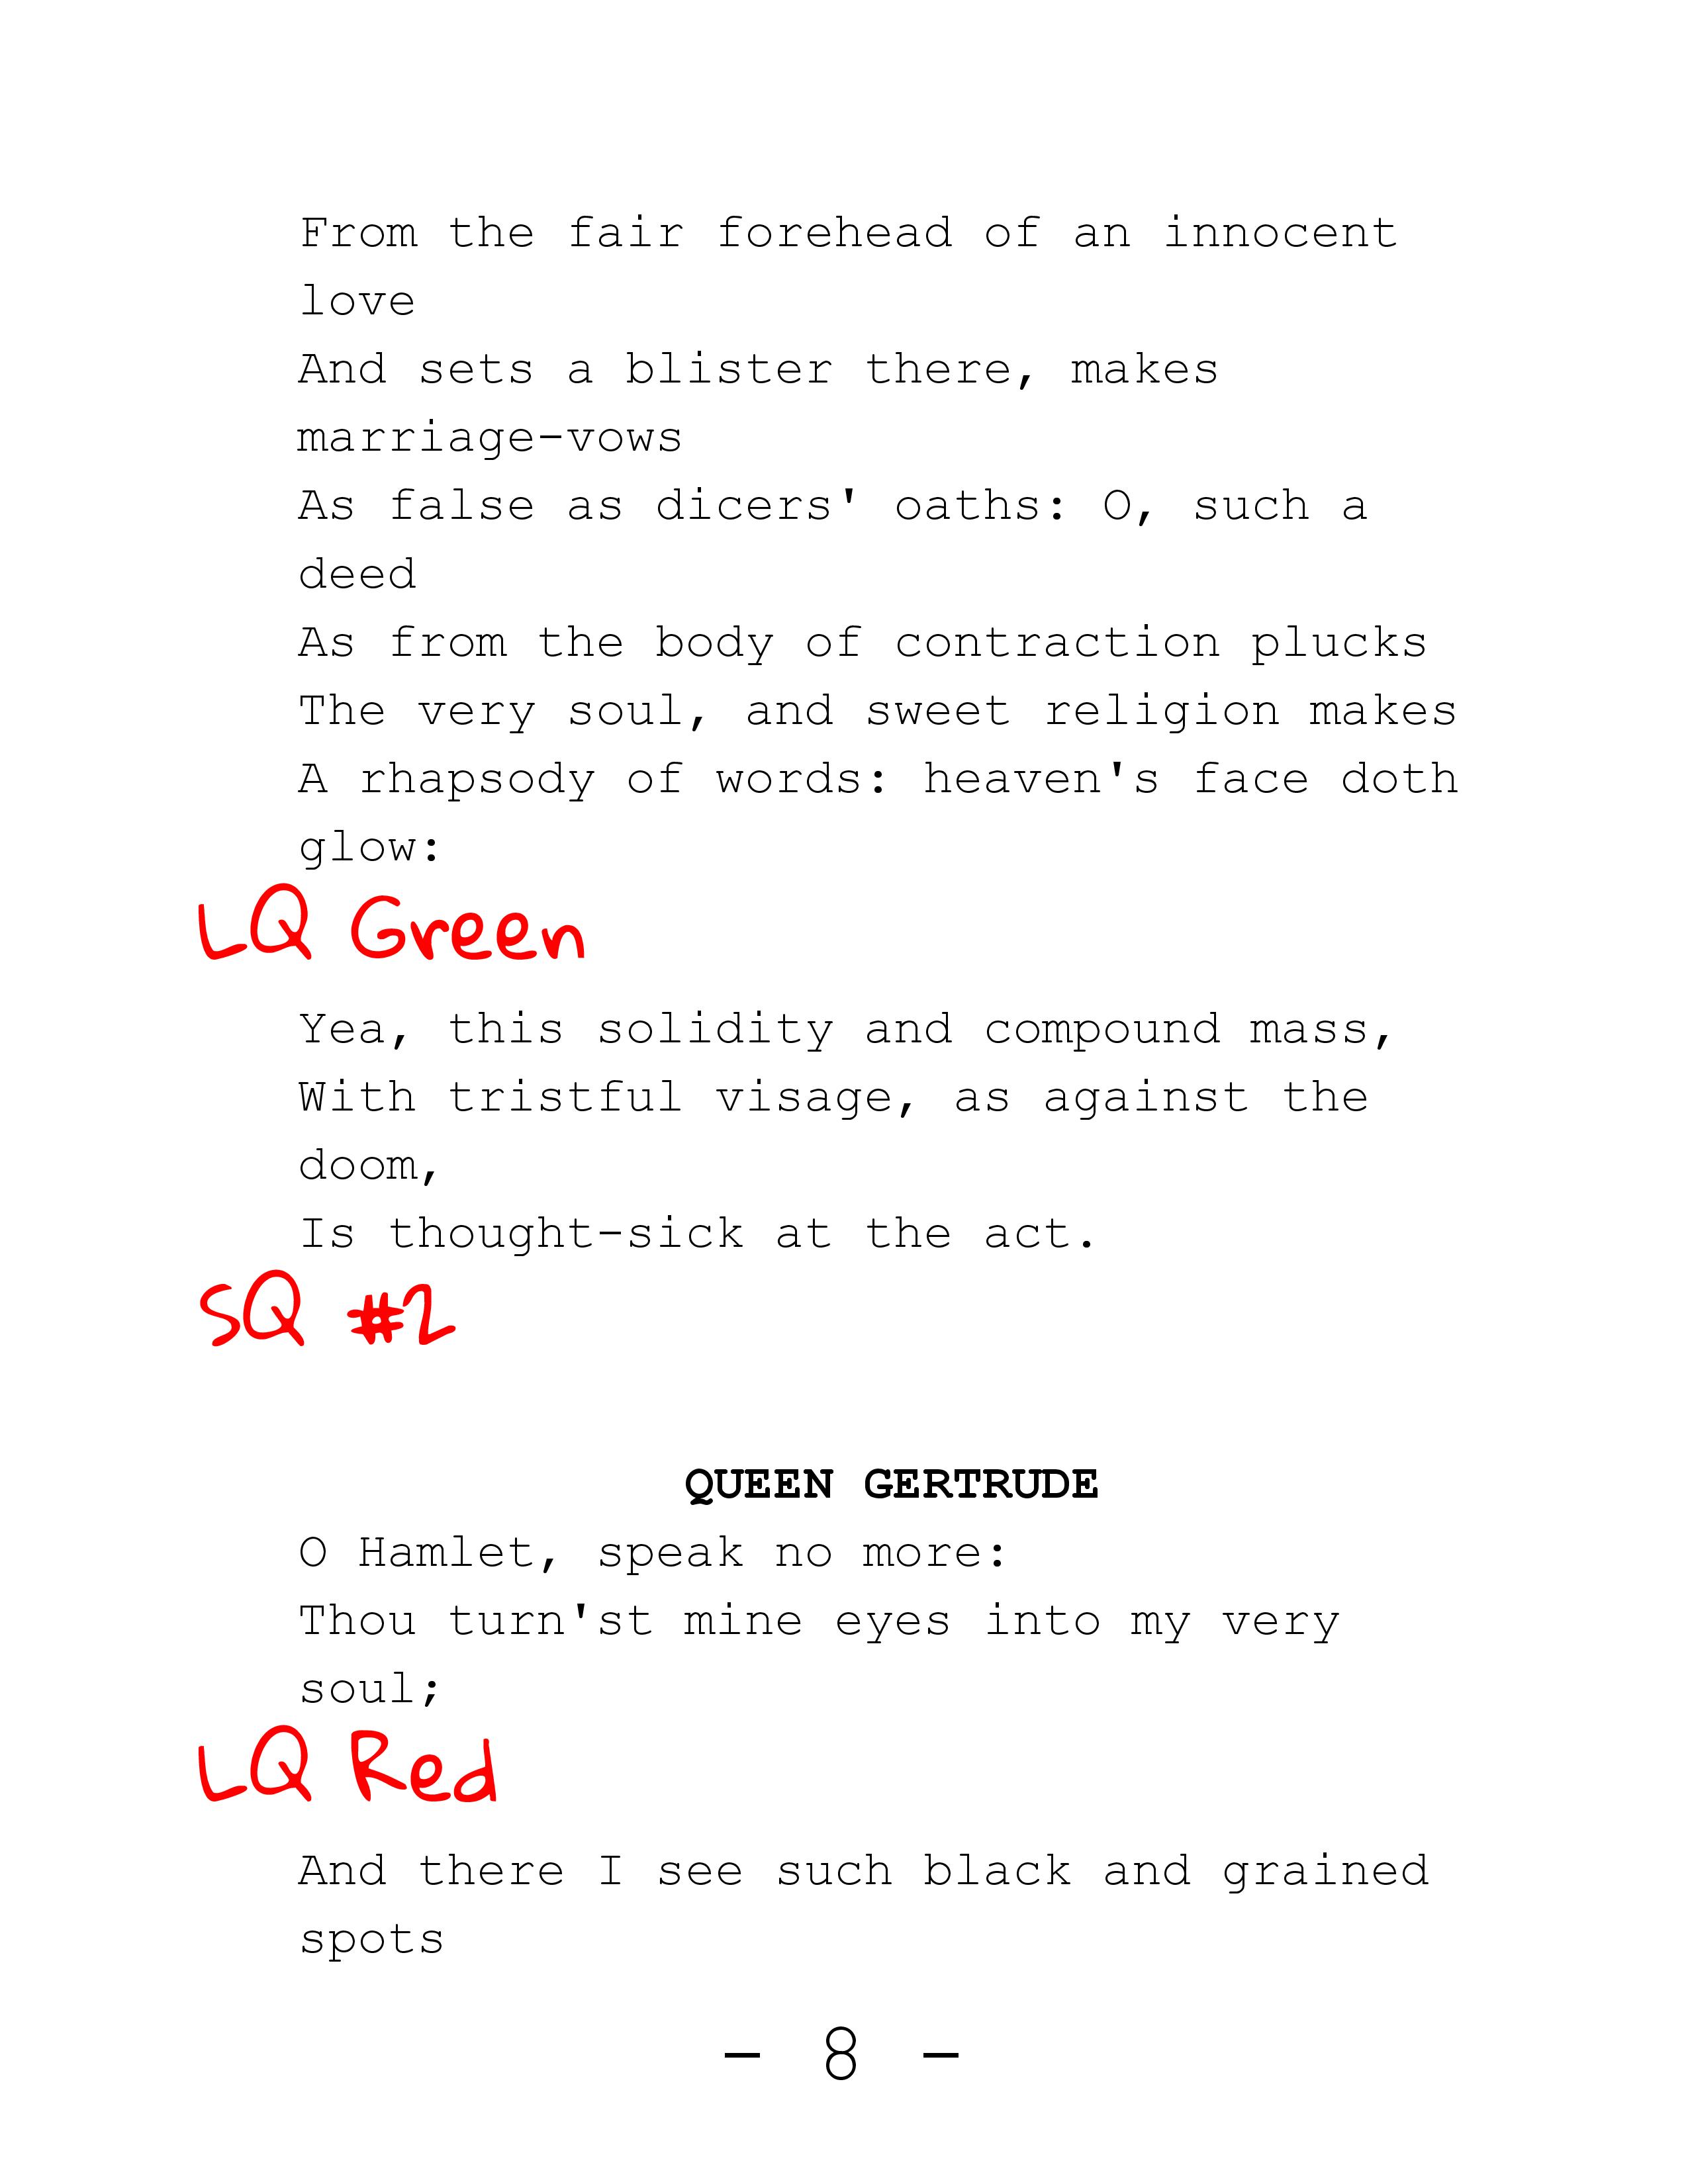 From the fair forehead of an innocent
love
And sets a blister there, makes
marriage-vows
As false as dicers' oaths: O, such a
deed
As from the body of contraction plucks
The very soul, and sweet religion makes
A rhapsody of words: heaven's face doth
glow:
LQ Green
Yea, this solidity and compound mass,
With tristful visage, as against the
doom,
Is thought-sick at the act.
SQ #2
QUEEN GERTRUDE
O Hamlet, speak no more:
Thou turn'st mine eyes into my very
soul;
LQ Red
And there I see such black and grained
spots
- 8 -